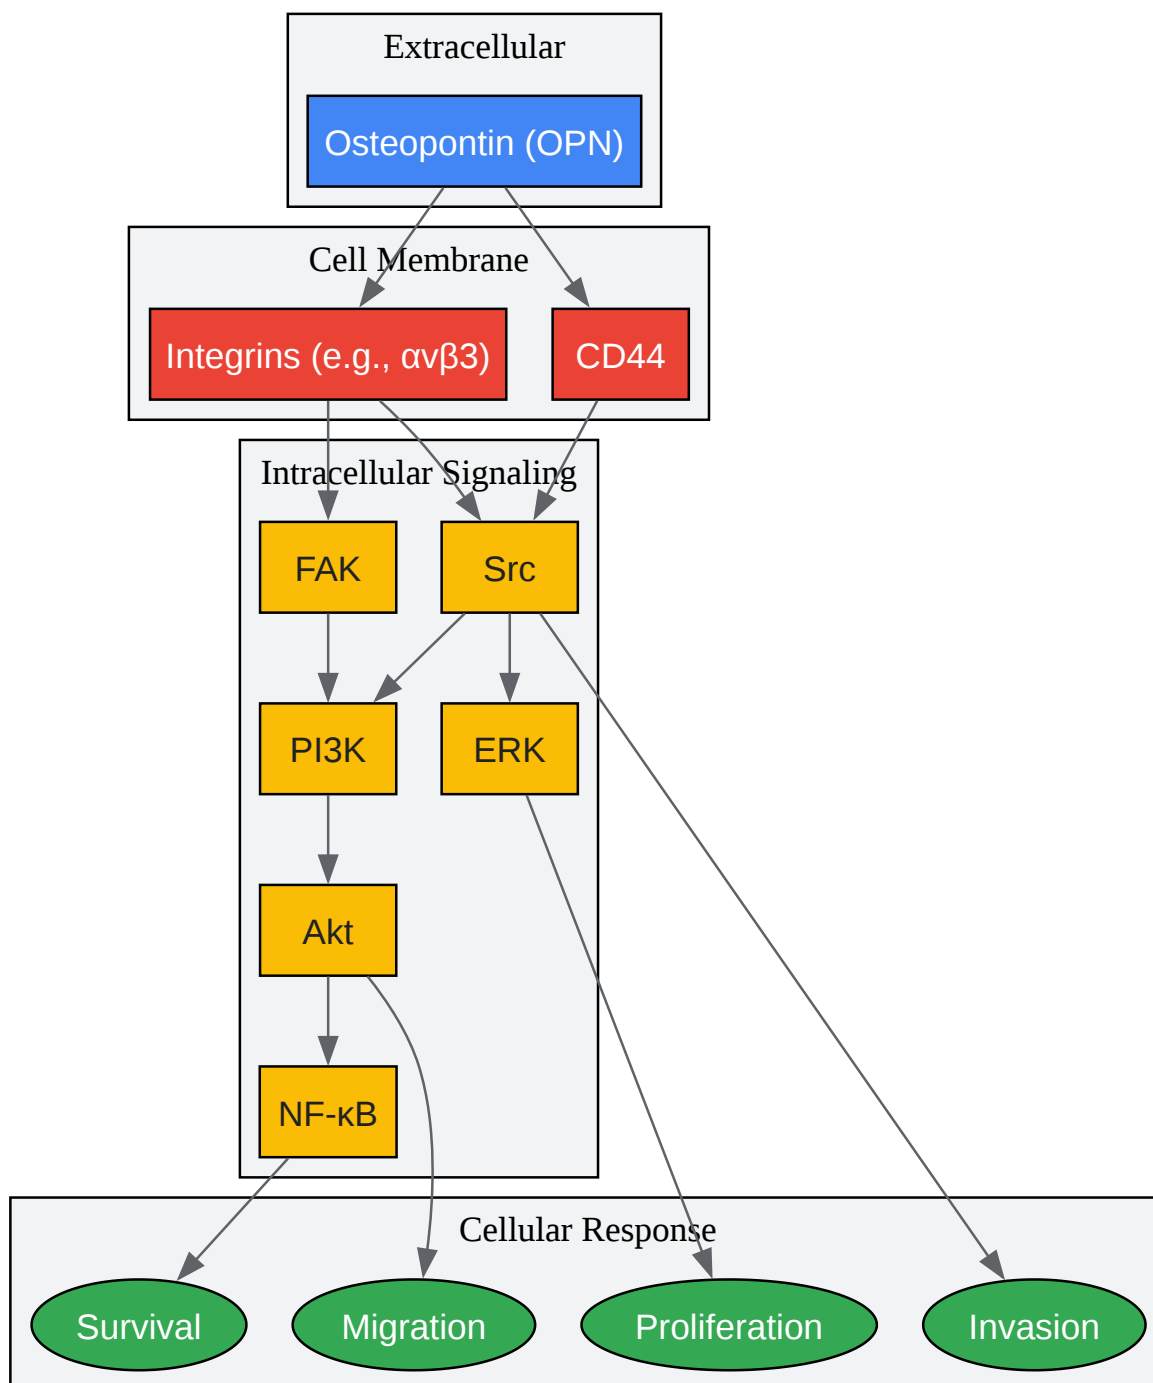 Extracellular
Osteopontin (OPN)
Cell Membrane
Integrins (e.g., αvβ3)
CD44
Intracellular Signaling
FAK
Src
PI3K
ERK
Akt
NF-κB
Cellular Response
Survival
Migration
Proliferation
Invasion